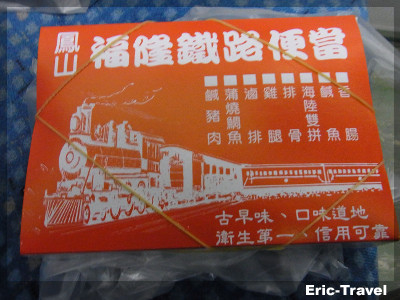 鳳山
福隆鐵路便當
■香腸
■鹹魚
■海陸雙拼
■排骨
■雞腿
■滷排
■蒲燒鯛魚
■鹹豬肉
古早味、口味道地
衛生第一、信用可靠
Eric-Travel